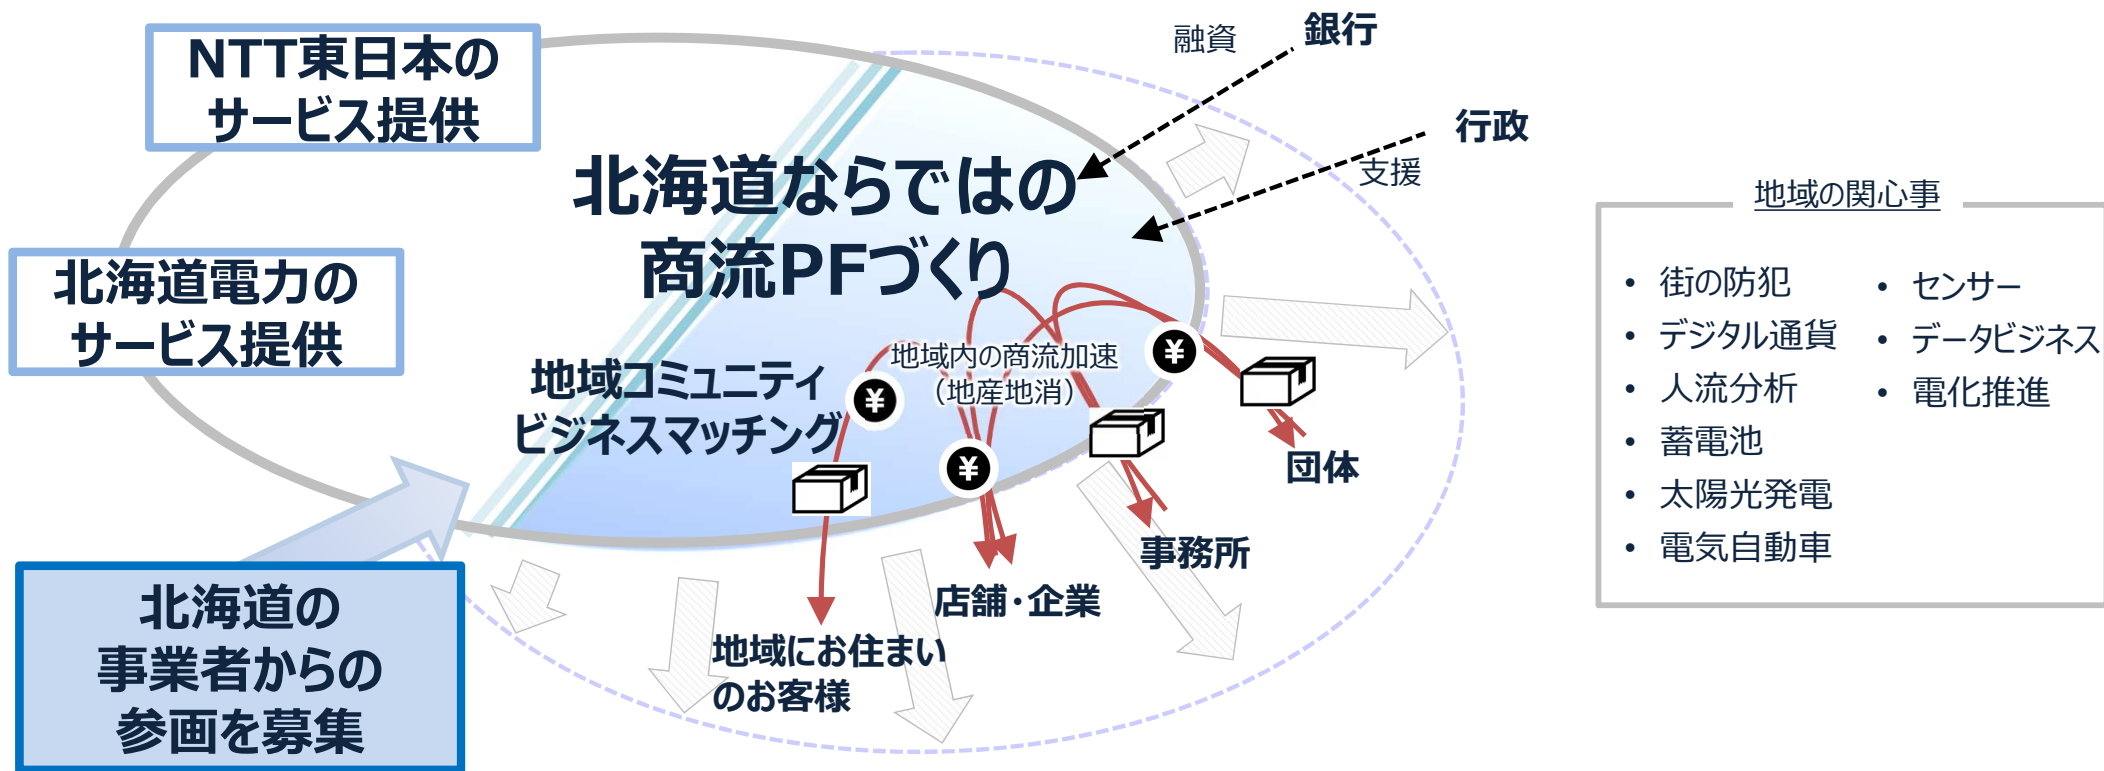 NTT東日本の
サービス提供
融資
銀行
行政
支援
北海道ならではの
商流PFづくり
北海道電力の
サービス提供
地域コミュニティ
ビジネスマッチング
地域内の商流加速
（地産地消）
¥
¥
¥
団体
事務所
店舗・企業
地域にお住まい
のお客様
北海道の
事業者からの
参画を募集
地域の関心事
• 街の防犯
• デジタル通貨
• 人流分析
• 蓄電池
• 太陽光発電
• 電気自動車
• センサー
• データビジネス
• 電化推進